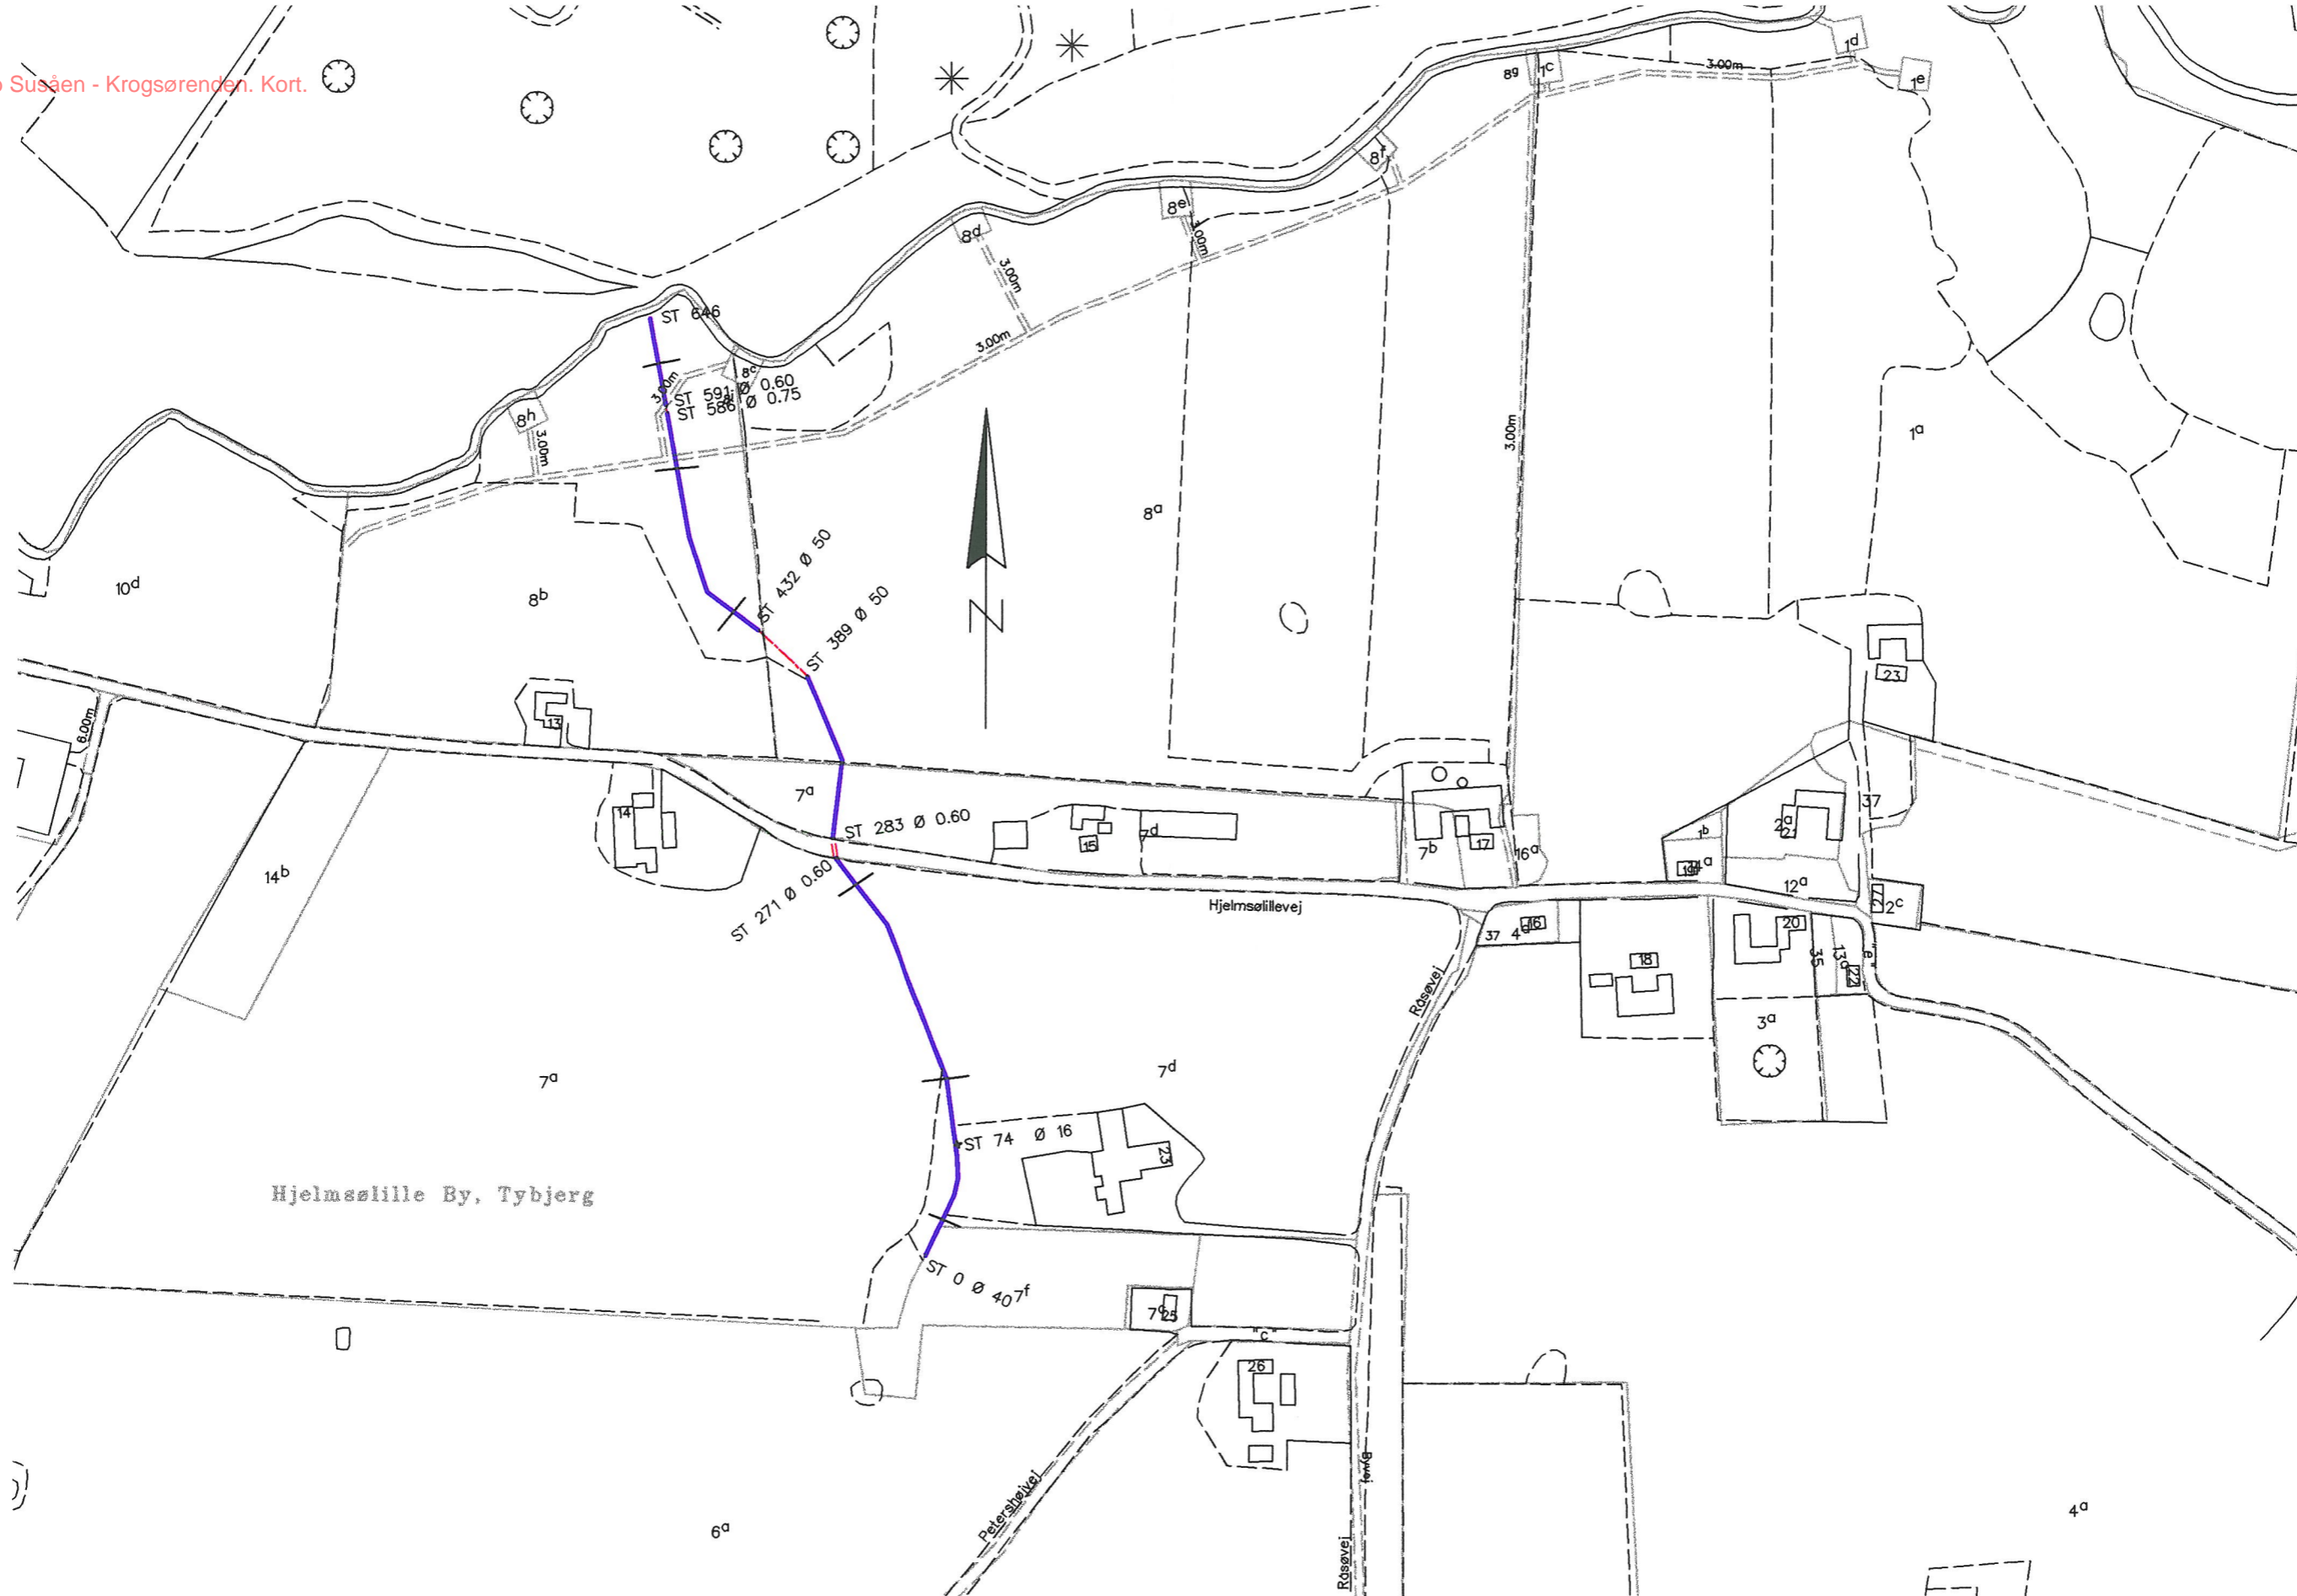 Susåen - Krogsørenden. Kort.
1d
8g
1c
3.00m
1e
8f
8e
3.00m
8d
3.00m
ST 646
3.00m
8c
3.00m
ST 591 Ø 0.60
ST 586 Ø 0.75
8h
3.00m
3.00m
1a
8a
ST 432 Ø 50
ST 389 Ø 50
10d
8b
N
23
6.00m
13
7a
14
ST 283 Ø 0.60
15
7d
7b
17
16a
1b
2a
21
37
14b
ST 271 Ø 0.60
12a
2c
Hjelmsølillevej
16
37
20
35
13a
"e"
22
18
Råsøvej
3a
7a
7d
ST 74 Ø 16
23
Hjelmsølille By, Tybjerg
ST 0 Ø 40
7f
25
"c"
26
Byvej
Petershøjvej
Råsøvej
6a
4a